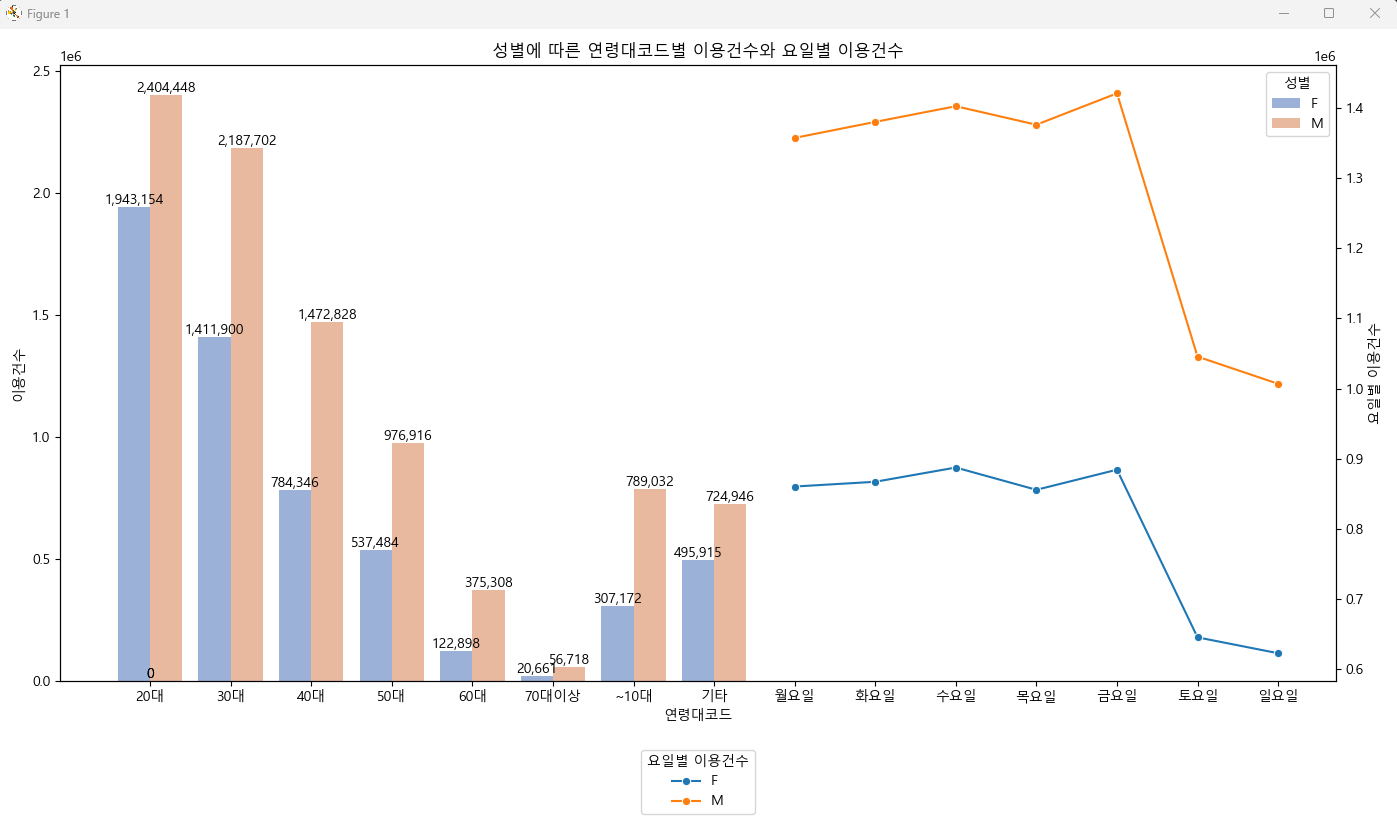 Figure 1
성별에 따른 연령대코드별 이용건수와 요일별 이용건수
1e6
1e6
2.5
2.0
1.5
1.0
0.5
0.0
이용건수
2,404,448
1,943,154
2,187,702
1,411,900
1,472,828
784,346
976,916
537,484
375,308
122,898
56,718
20,661
789,032
307,172
724,946
495,915
0
성별
F
M
1.4
1.3
1.2
1.1
1.0
0.9
0.8
0.7
0.6
요일별 이용건수
20대 30대 40대 50대 60대 70대이상 ~10대 기타 월요일 화요일 수요일 목요일 금요일 토요일 일요일
연령대코드
요일별 이용건수
F
M